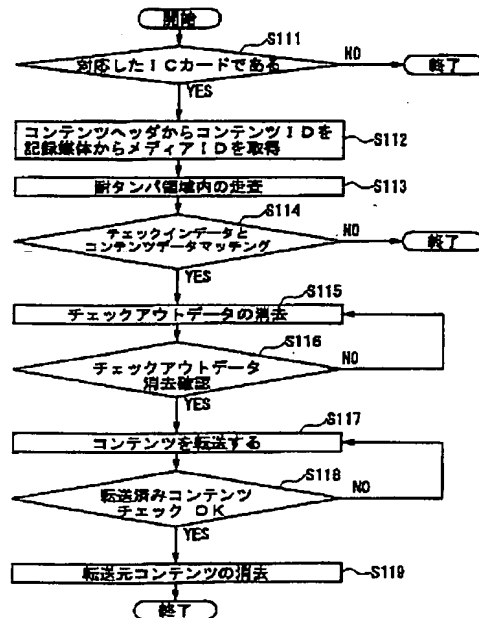 開始
S111
対応したICカードである
NO
終了
YES
コンテンツヘッダからコンテンツIDを
記録媒体からメディアIDを取得
S112
耐タンパ領域内の走査
S113
S114
チェックインデータと
コンテンツデータマッチング
NO
終了
YES
S115
チェックアウトデータの消去
S116
チェックアウトデータ
消去確認
NO
YES
S117
コンテンツを転送する
S118
転送済みコンテンツ
チェック OK
NO
YES
転送元コンテンツの消去
S119
終了